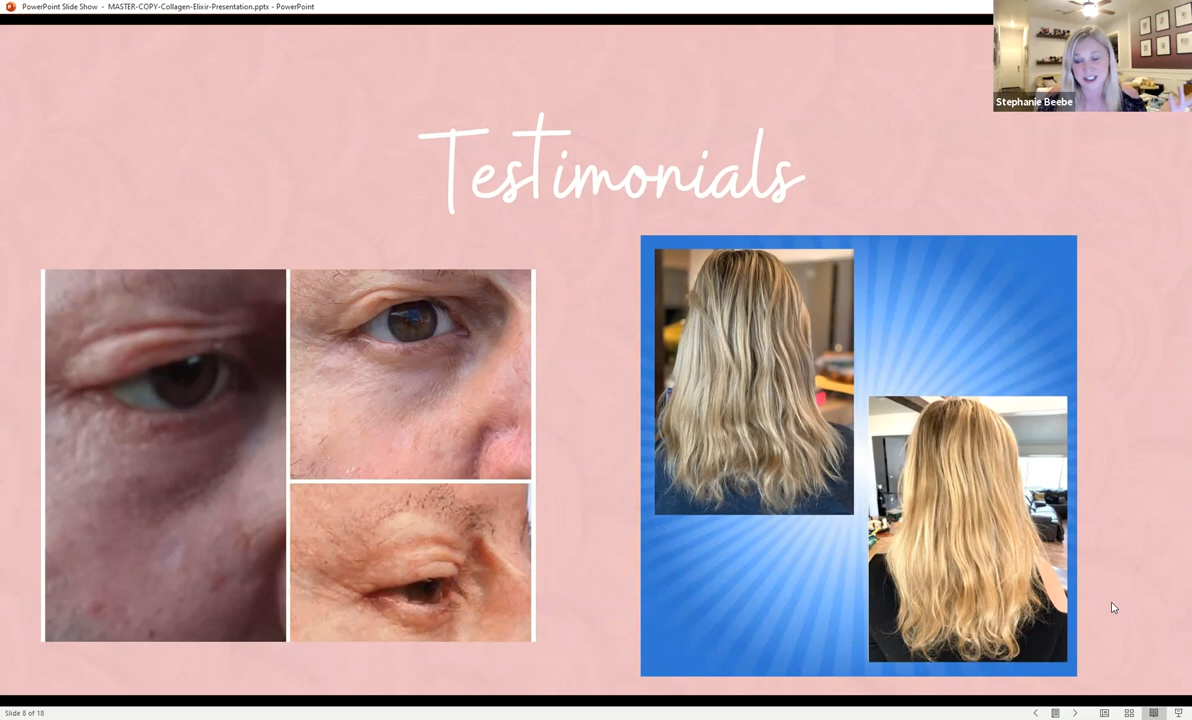 PowerPoint Slide Show - MASTER-COPY-Collagen-Elixir-Presentation.pptx - PowerPoint
Stephanie Beebe
Testimonials
Slide 8 of 18